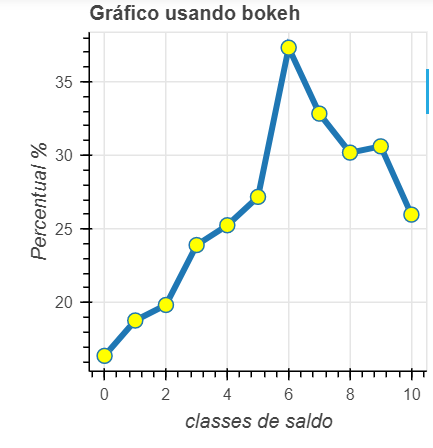 Gráfico usando bokeh
Percentual %
35
30
25
20
0 2 4 6 8 10
classes de saldo